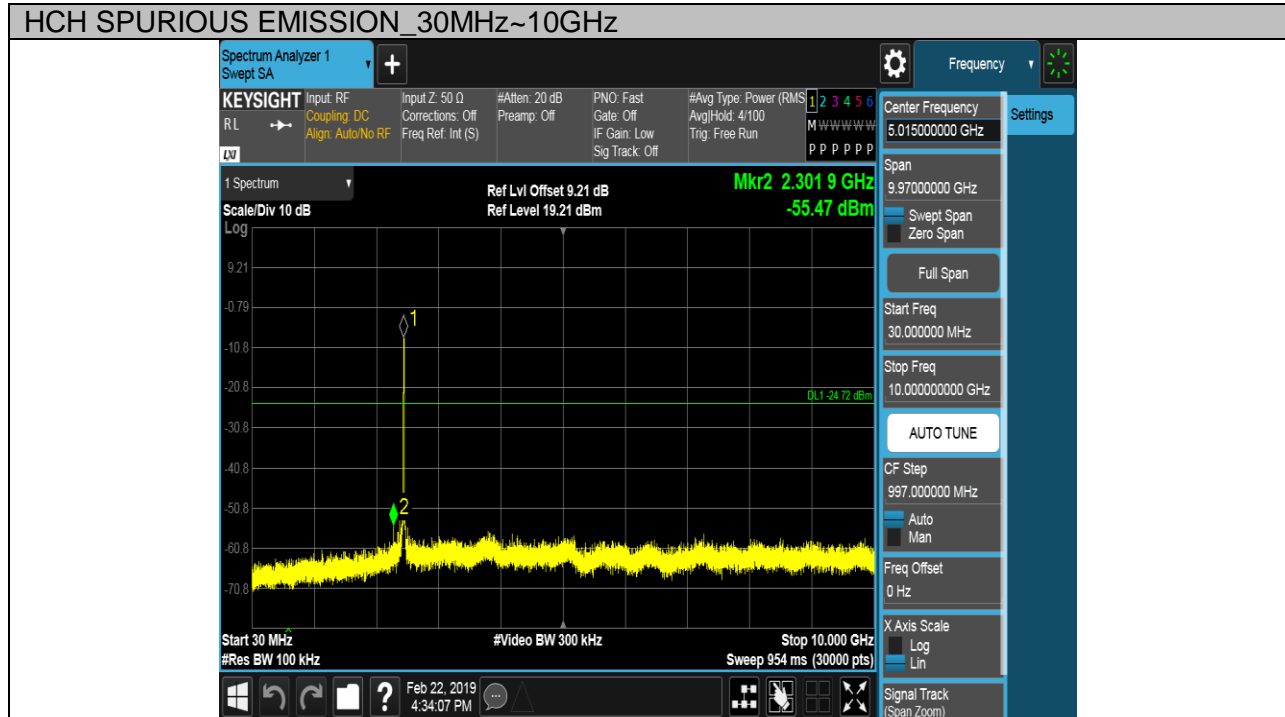 HCH SPURIOUS EMISSION_30MHz~10GHz
Spectrum Analyzer 1
Swept SA
+
Frequency
KEYSIGHT
RL
LXI
Input: RF
Coupling: DC
Align: Auto/No RF
Input Z: 50 Ω
Corrections: Off
Freq Ref: Int (S)
#Atten: 20 dB
Preamp: Off
PNO: Fast
Gate: Off
IF Gain: Low
Sig Track: Off
#Avg Type: Power (RMS
Avg|Hold: 4/100
Trig: Free Run
1 2 3 4 5 6
M W W W W W
P P P P P P
1 Spectrum
Scale/Div 10 dB
Log
Ref Lvl Offset 9.21 dB
Ref Level 19.21 dBm
Mkr2 2.301 9 GHz
-55.47 dBm
9.21
-0.79
-10.8
-20.8
-30.8
-40.8
-50.8
-60.8
-70.8
1
2
DL1 -24.72 dBm
Start 30 MHz
#Res BW 100 kHz
#Video BW 300 kHz
Stop 10.000 GHz
Sweep 954 ms (30000 pts)
Center Frequency
5.015000000 GHz
Settings
Span
9.97000000 GHz
Swept Span
Zero Span
Full Span
Start Freq
30.000000 MHz
Stop Freq
10.000000000 GHz
AUTO TUNE
CF Step
997.000000 MHz
Auto
Man
Freq Offset
0 Hz
X Axis Scale
Log
Lin
Signal Track
(Span Zoom)
?
Feb 22, 2019
4:34:07 PM